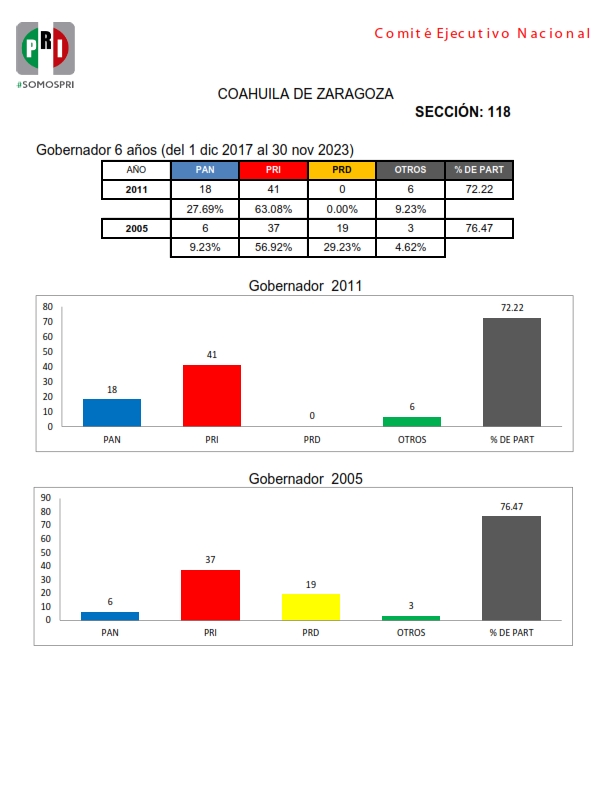 Comité Ejecutivo Nacional
PRI
#SOMOSPRI
COAHUILA DE ZARAGOZA
SECCIÓN: 118
Gobernador 6 años (del 1 dic 2017 al 30 nov 2023)
AÑO PAN PRI PRD OTROS % DE PART
2011 18 41 0 6 72.22
27.69% 63.08% 0.00% 9.23%
2005 6 37 19 3 76.47
9.23% 56.92% 29.23% 4.62%
Gobernador 2011
80
70
60
50
40
30
20
10
0
18
41
0
6
72.22
PAN PRI PRD OTROS % DE PART
Gobernador 2005
90
80
70
60
50
40
30
20
10
0
6
37
19
3
76.47
PAN PRI PRD OTROS % DE PART